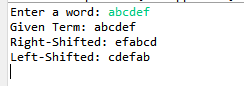 Enter a word: abcdef
Given Term: abcdef
Right-Shifted: efabcd
Left-Shifted: cdefab